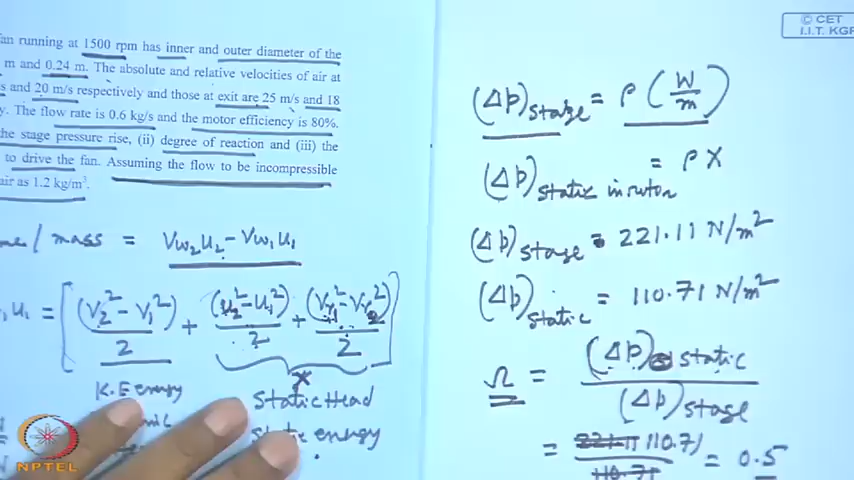 an running at 1500 rpm has inner and outer diameter of the
m and 0.24 m. The absolute and relative velocities of air at
s and 20 m/s respectively and those at exit are 25 m/s and 18
y. The flow rate is 0.6 kg/s and the motor efficiency is 80%.
the stage pressure rise, (ii) degree of reaction and (iii) the
to drive the fan. Assuming the flow to be incompressible
air as 1.2 kg/m³.
/ mass = Vw₂U₂ - Vw₁U₁
U₁ = [(V₂² - V₁²)/2 + (U₂² - U₁²)/2 + (Vr₁² - Vr₂²)/2]
X
K.E energy
Static Head
energy
© CET
I.I.T. KGP
(Δp)stage = ρ (W/m)
(Δp)static in rotor = ρX
(Δp)stage = 221.11 N/m²
(Δp)static = 110.71 N/m²
Ω = (Δp)static / (Δp)stage
= 110.71 / = 0.5
NPTEL